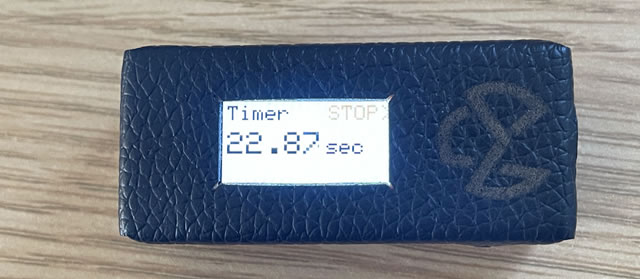 Timer STOP>
22.87 sec